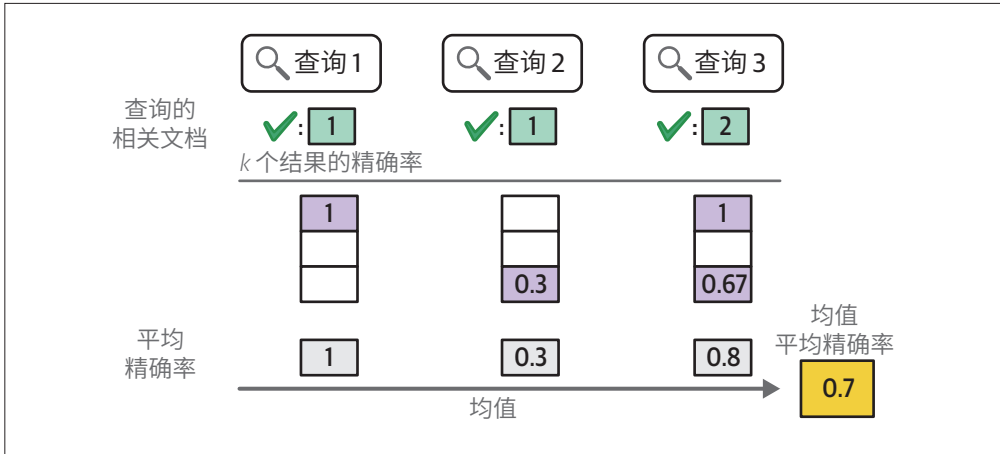 查询1 查询2 查询3
查询的
相关文档
: 1 : 1 : 2
k个结果的精确率
1 1
0.3 0.67
平均
精确率
1 0.3 0.8
均值
均值
平均精确率
0.7